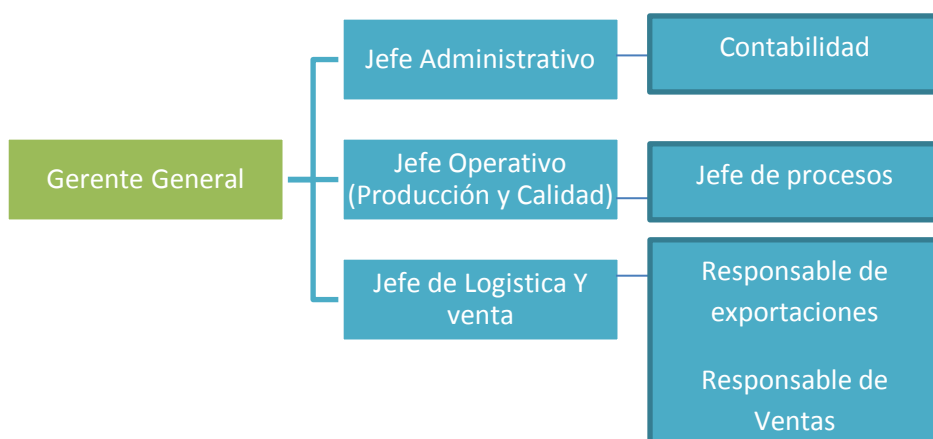 Gerente General
Jefe Administrativo
Contabilidad
Jefe Operativo
(Producción y Calidad)
Jefe de procesos
Jefe de Logistica Y
venta
Responsable de
exportaciones
Responsable de
Ventas